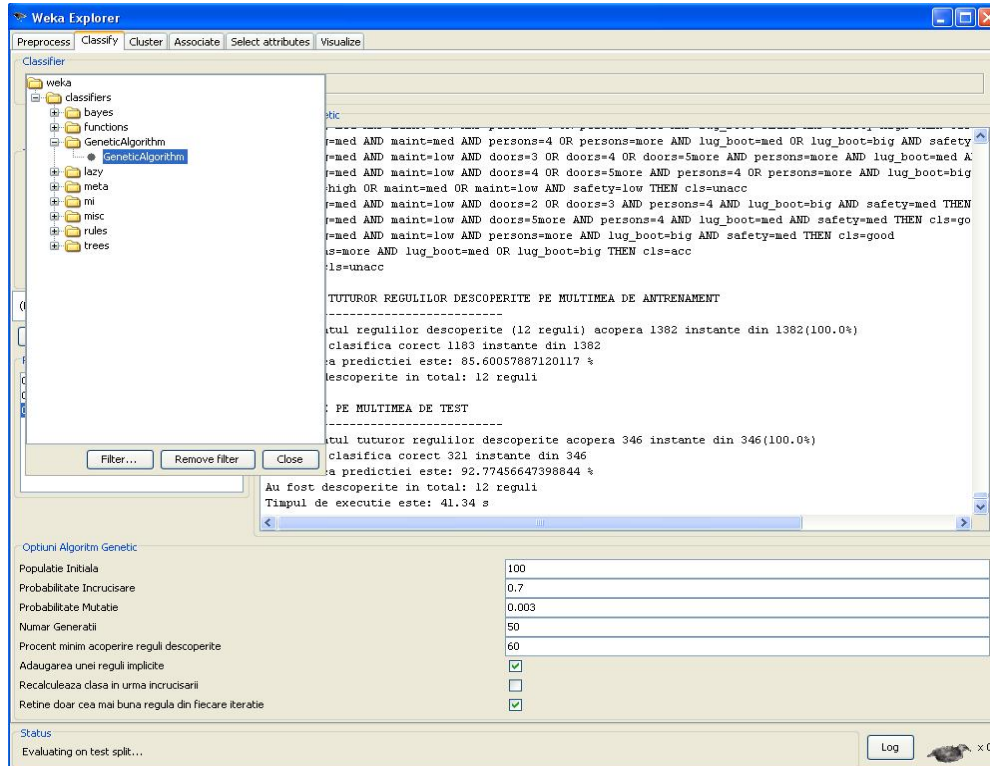 Weka Explorer
Preprocess Classify Cluster Associate Select attributes Visualize
Classifier
weka
classifiers
bayes
functions
GeneticAlgorithm
GeneticAlgorithm
lazy
meta
mi
misc
rules
trees
Filter... Remove filter Close
=med AND maint=med AND persons=4 OR persons=more AND lug_boot=med OR lug_boot=big AND safety
=med AND maint=low AND doors=3 OR doors=4 OR doors=5more AND persons=more AND lug_boot=med
=med AND maint=low AND doors=4 OR doors=5more AND persons=4 OR persons=more AND lug_boot=big
=high OR maint=med OR maint=low AND safety=low THEN cls=unacc
=med AND maint=low AND doors=2 OR doors=3 AND persons=4 AND lug_boot=big AND safety=med THEN
=med AND maint=low AND doors=5more AND persons=4 AND lug_boot=med AND safety=med THEN cls=go
=med AND maint=low AND persons=more AND lug_boot=big AND safety=med THEN cls=good
=more AND lug_boot=med OR lug_boot=big THEN cls=acc
cls=unacc
TUTUROR REGULILOR DESCOPERITE PE MULTIMEA DE ANTRENAMENT
---------------------------
regulilor descoperite (12 reguli) acopera 1382 instante din 1382(100.0%)
clasifica corect 1183 instante din 1382
predictiei este: 85.60057887120117 %
descoperite in total: 12 reguli
PE MULTIMEA DE TEST
---------------------------
tuturor regulilor descoperite acopera 346 instante din 346(100.0%)
clasifica corect 321 instante din 346
predictiei este: 92.77456647398844 %
Au fost descoperite in total: 12 reguli
Timpul de executie este: 41.34 s
Optiuni Algoritm Genetic
Populatie Initiala 100
Probabilitate Incrucisare 0.7
Probabilitate Mutatie 0.003
Numar Generatii 50
Procent minim acoperire reguli descoperite 60
Adaugarea unei reguli implicite
Recalculeaza clasa in urma incrucisarii
Retine doar cea mai buna regula din fiecare iteratie
Status
Evaluating on test split...
Log
x 0